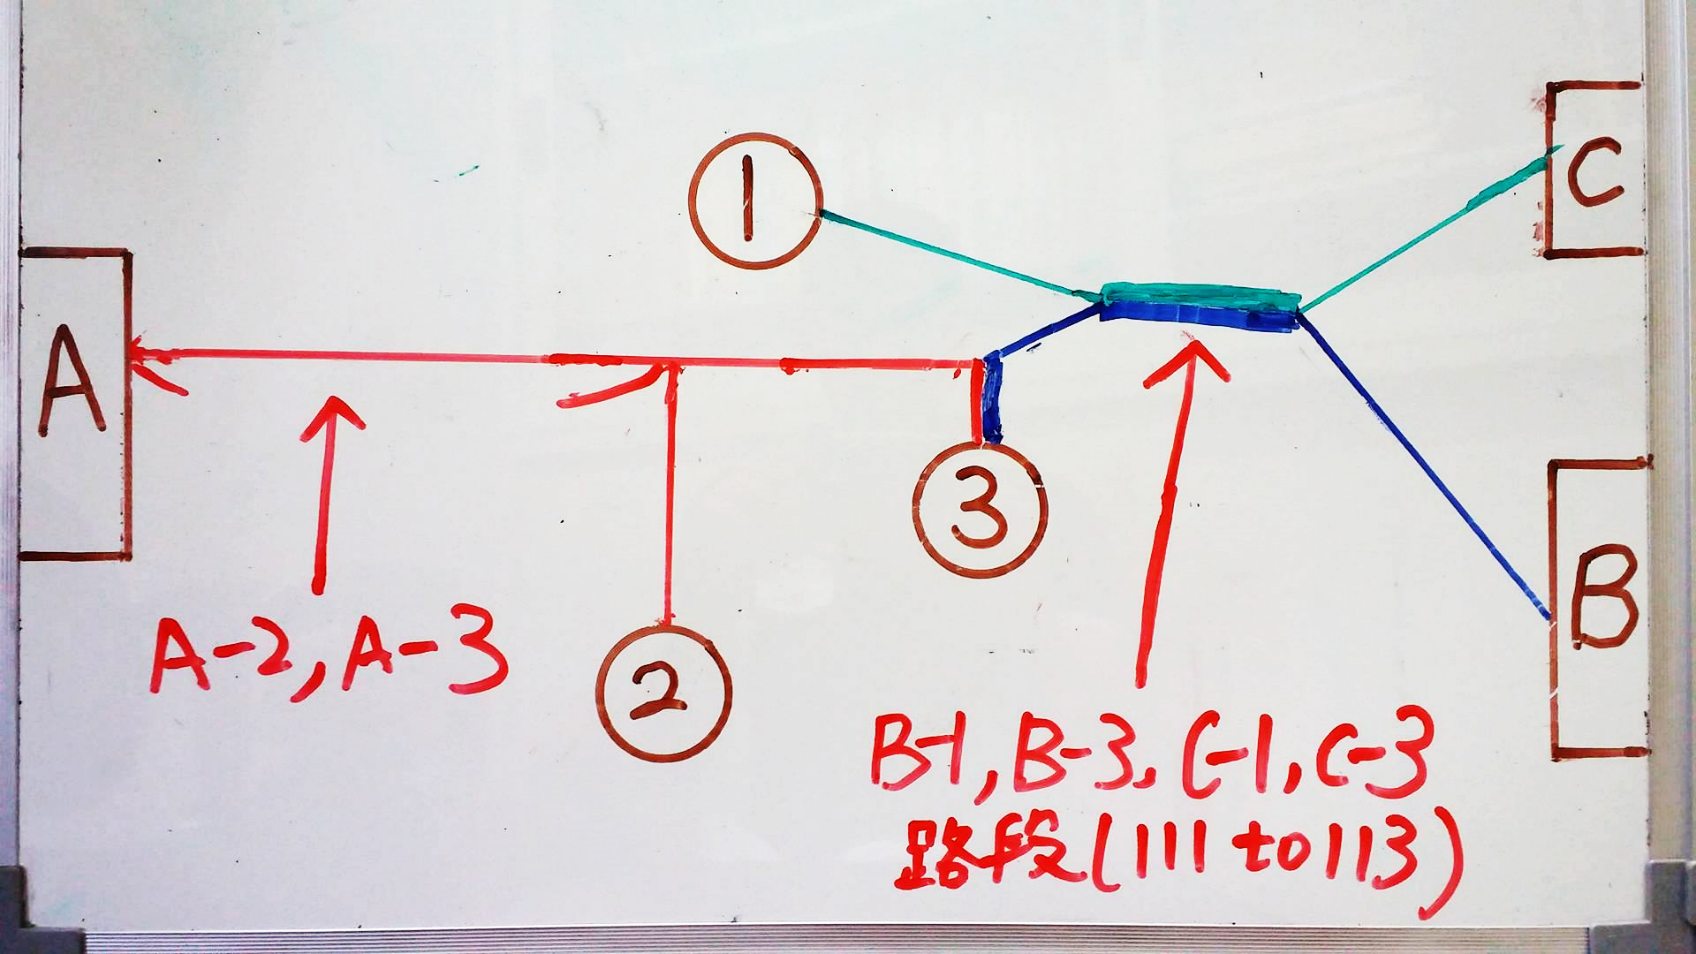 1
C
A
3
B
A-2, A-3
2
B-1, B-3, C-1, C-3
路段(111 to 113)